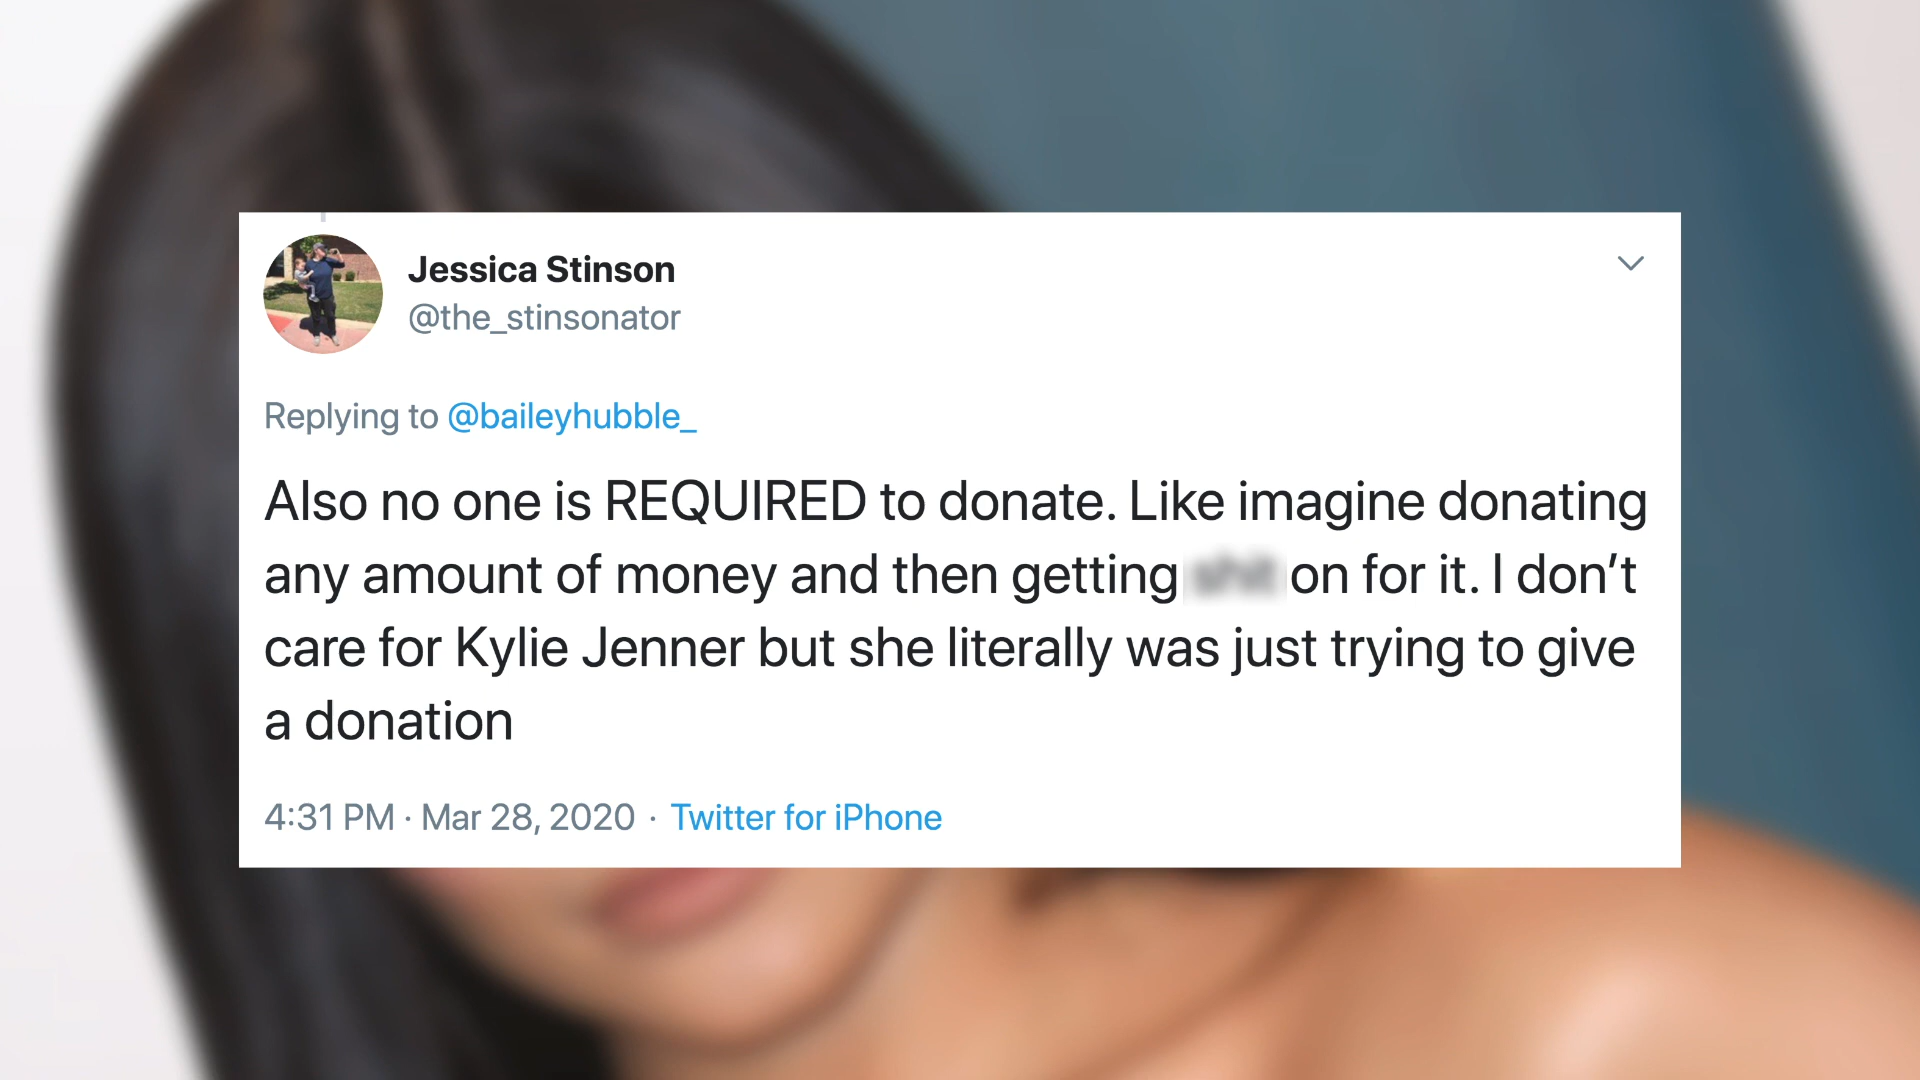 Jessica Stinson
@the_stinsonator
Replying to @baileyhubble_
Also no one is REQUIRED to donate. Like imagine donating
any amount of money and then getting on for it. I don’t
care for Kylie Jenner but she literally was just trying to give
a donation
4:31 PM · Mar 28, 2020 · Twitter for iPhone